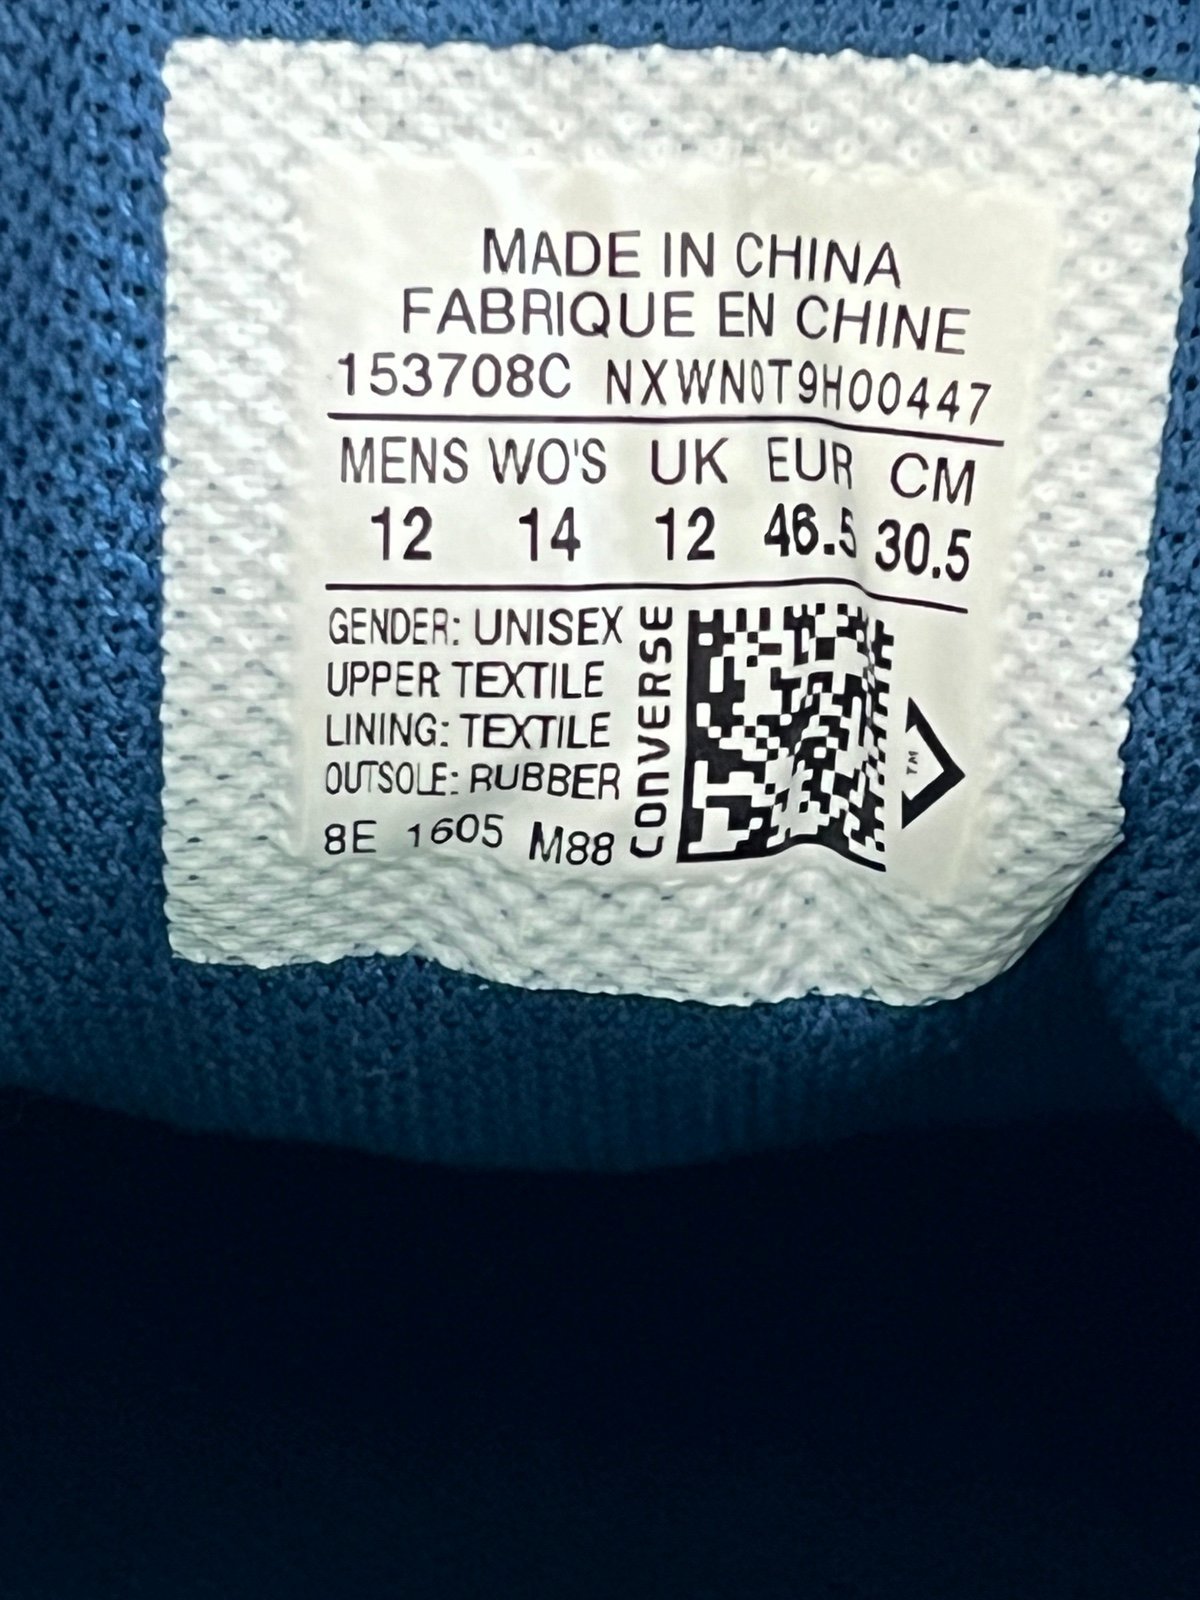 MADE IN CHINA
FABRIQUE EN CHINE
153708C NXWN0T9H00447
MENS WO'S UK EUR CM
12 14 12 46.5 30.5
GENDER: UNISEX
UPPER TEXTILE
LINING: TEXTILE
OUTSOLE: RUBBER
8E 1605 M88
CONVERSE
TM